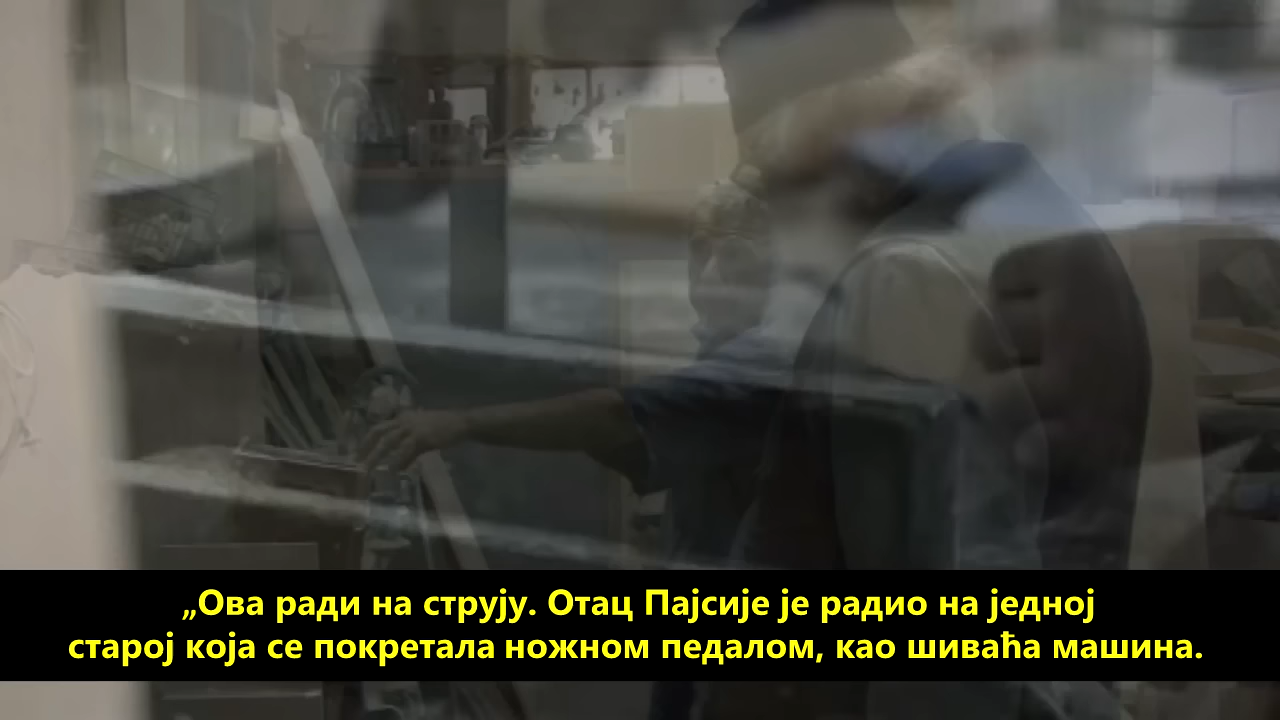 „Ова ради на струју. Отац Пајсије је радио на једној
старој која се покретала ножном педалом, као шиваћа машина.